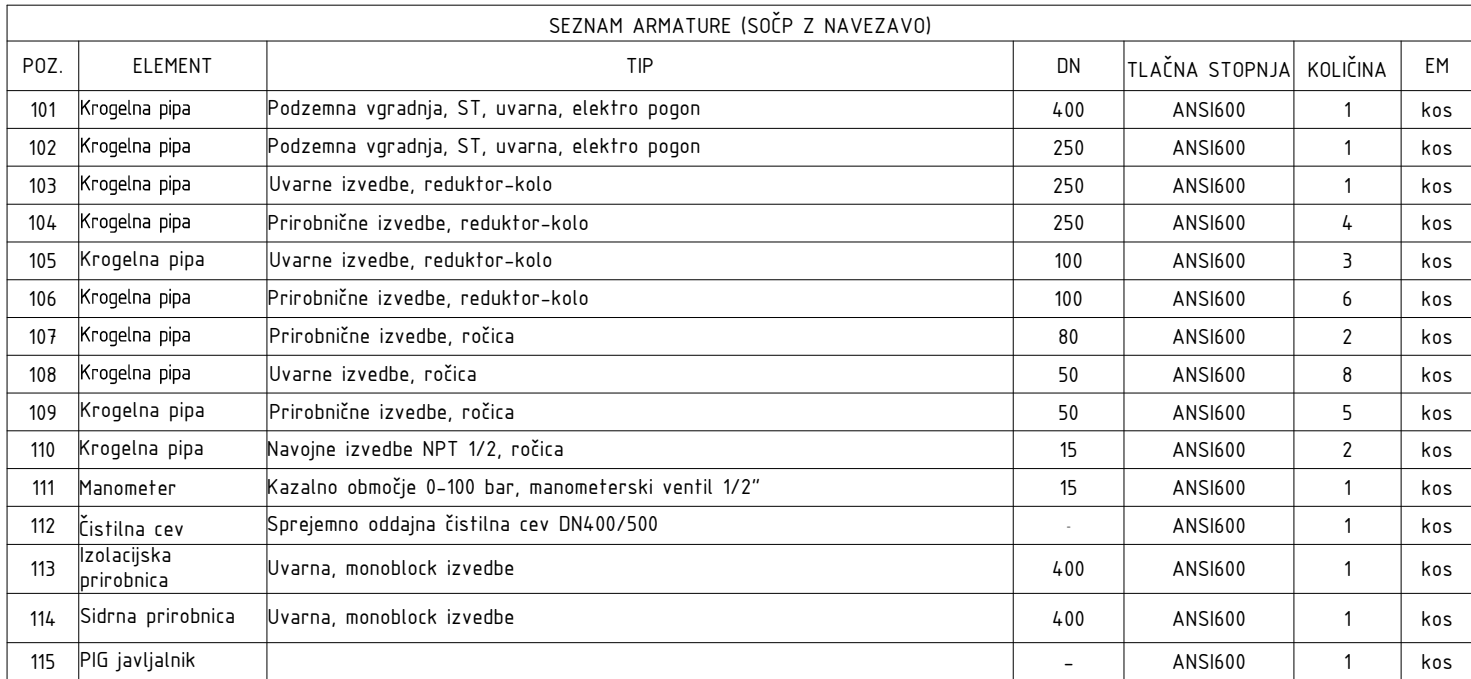 SEZNAM ARMATURE (SOČP Z NAVEZAVO)
POZ. ELEMENT TIP DN TLAČNA STOPNJA KOLIČINA EM
101 Krogelna pipa Podzemna vgradnja, ST, uvarna, elektro pogon 400 ANSI600 1 kos
102 Krogelna pipa Podzemna vgradnja, ST, uvarna, elektro pogon 250 ANSI600 1 kos
103 Krogelna pipa Uvarne izvedbe, reduktor-kolo 250 ANSI600 1 kos
104 Krogelna pipa Prirobnične izvedbe, reduktor-kolo 250 ANSI600 4 kos
105 Krogelna pipa Uvarne izvedbe, reduktor-kolo 100 ANSI600 3 kos
106 Krogelna pipa Prirobnične izvedbe, reduktor-kolo 100 ANSI600 6 kos
107 Krogelna pipa Prirobnične izvedbe, ročica 80 ANSI600 2 kos
108 Krogelna pipa Uvarne izvedbe, ročica 50 ANSI600 8 kos
109 Krogelna pipa Prirobnične izvedbe, ročica 50 ANSI600 5 kos
110 Krogelna pipa Navojne izvedbe NPT 1/2, ročica 15 ANSI600 2 kos
111 Manometer Kazalno območje 0-100 bar, manometerski ventil 1/2" 15 ANSI600 1 kos
112 Čistilna cev Sprejemno oddajna čistilna cev DN400/500 - ANSI600 1 kos
113 Izolacijska
prirobnica Uvarna, monoblock izvedbe 400 ANSI600 1 kos
114 Sidrna prirobnica Uvarna, monoblock izvedbe 400 ANSI600 1 kos
115 PIG javljalnik - ANSI600 1 kos